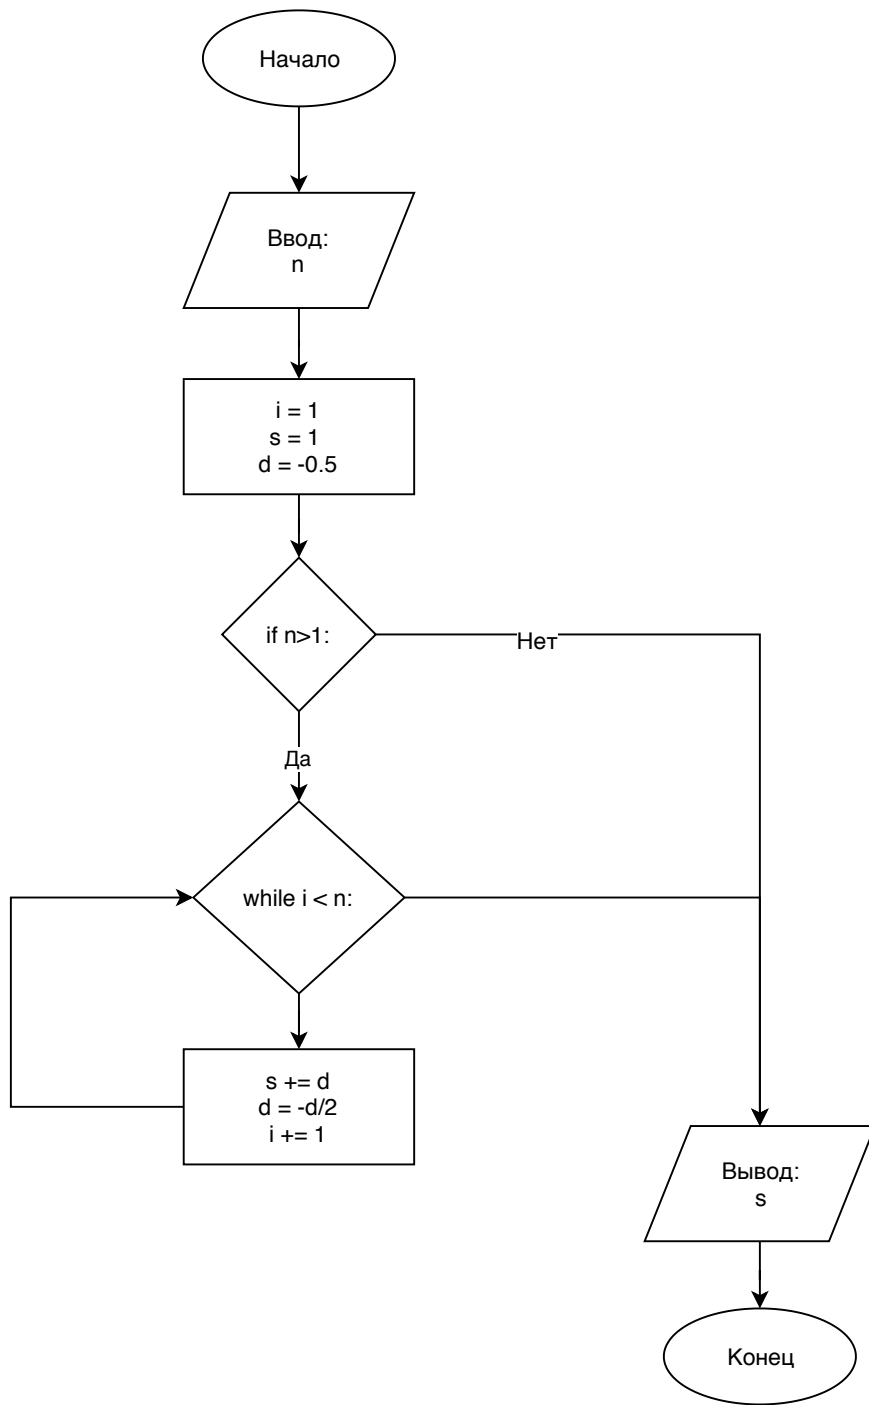 Начало
Ввод:
n
i = 1
s = 1
d = -0.5
if n>1:
Нет
Да
while i < n:
s += d
d = -d/2
i += 1
Вывод:
s
Конец